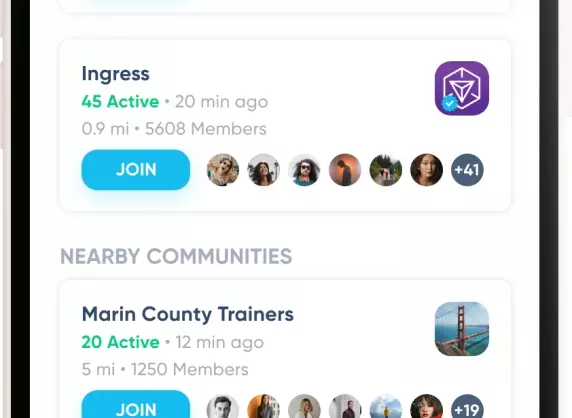 Ingress
45 Active • 20 min ago
0.9 mi • 5608 Members
JOIN +41
NEARBY COMMUNITIES
Marin County Trainers
20 Active • 12 min ago
5 mi • 1250 Members
JOIN +19